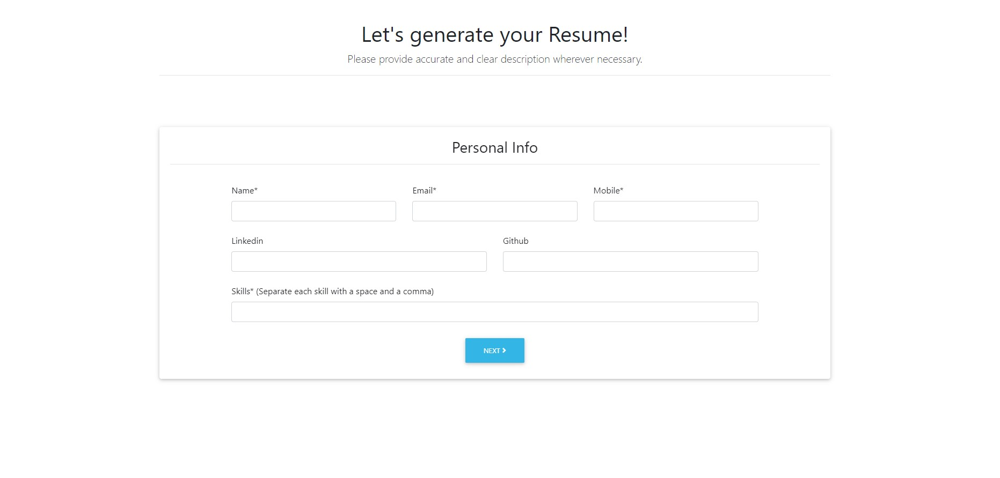 Let's generate your Resume!
Please provide accurate and clear description wherever necessary.
Personal Info
Name* Email* Mobile*
Linkedin Github
Skills* (Separate each skill with a space and a comma)
NEXT